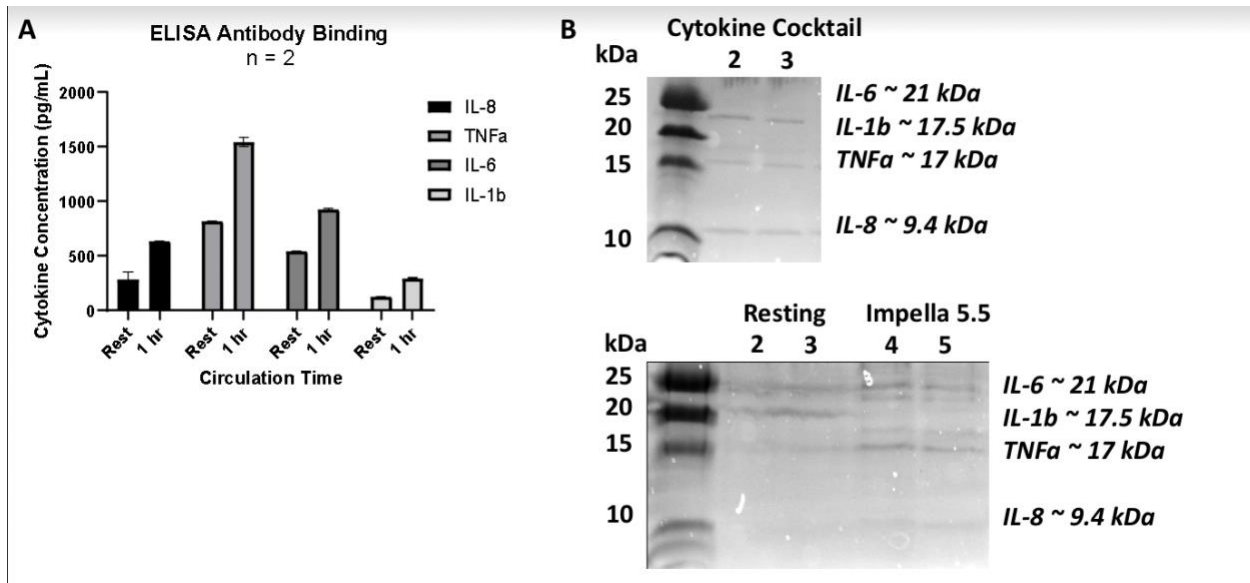 A
ELISA Antibody Binding
n = 2
Cytokine Concentration (pg/mL)
2000
1500
1000
500
0
IL-8
TNFa
IL-6
IL-1b
Rest
1 hr
Rest
1 hr
Rest
1 hr
Rest
1 hr
Circulation Time
B
Cytokine Cocktail
kDa
2 3
25
20
15
10
IL-6 ~ 21 kDa
IL-1b ~ 17.5 kDa
TNFa ~ 17 kDa
IL-8 ~ 9.4 kDa
Resting Impella 5.5
kDa
2 3 4 5
25
20
15
10
IL-6 ~ 21 kDa
IL-1b ~ 17.5 kDa
TNFa ~ 17 kDa
IL-8 ~ 9.4 kDa